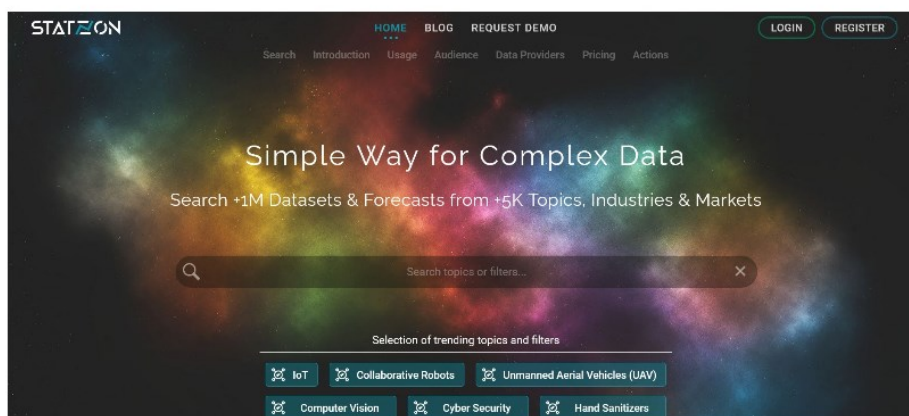 STATZON
HOME BLOG REQUEST DEMO
LOGIN REGISTER
Search Introduction Usage Audience Data Providers Pricing Actions
Simple Way for Complex Data
Search +1M Datasets & Forecasts from +5K Topics, Industries & Markets
Search topics or filters...
Selection of trending topics and filters
IoT Collaborative Robots Unmanned Aerial Vehicles (UAV)
Computer Vision Cyber Security Hand Sanitizers